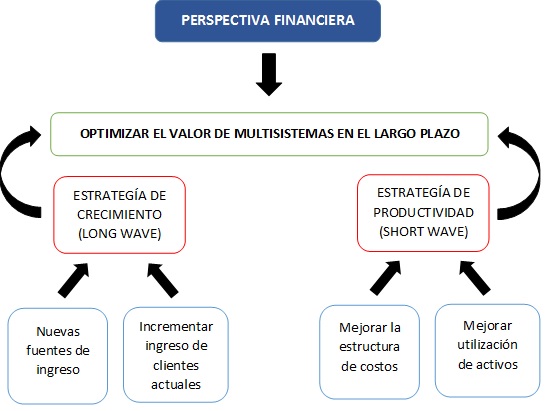 PERSPECTIVA FINANCIERA
OPTIMIZAR EL VALOR DE MULTISISTEMAS EN EL LARGO PLAZO
ESTRATEGÍA DE
CRECIMIENTO
(LONG WAVE)
ESTRATEGÍA DE
PRODUCTIVIDAD
(SHORT WAVE)
Nuevas
fuentes de
ingreso
Incrementar
ingreso de
clientes
actuales
Mejorar la
estructura
de costos
Mejorar
utilización
de activos